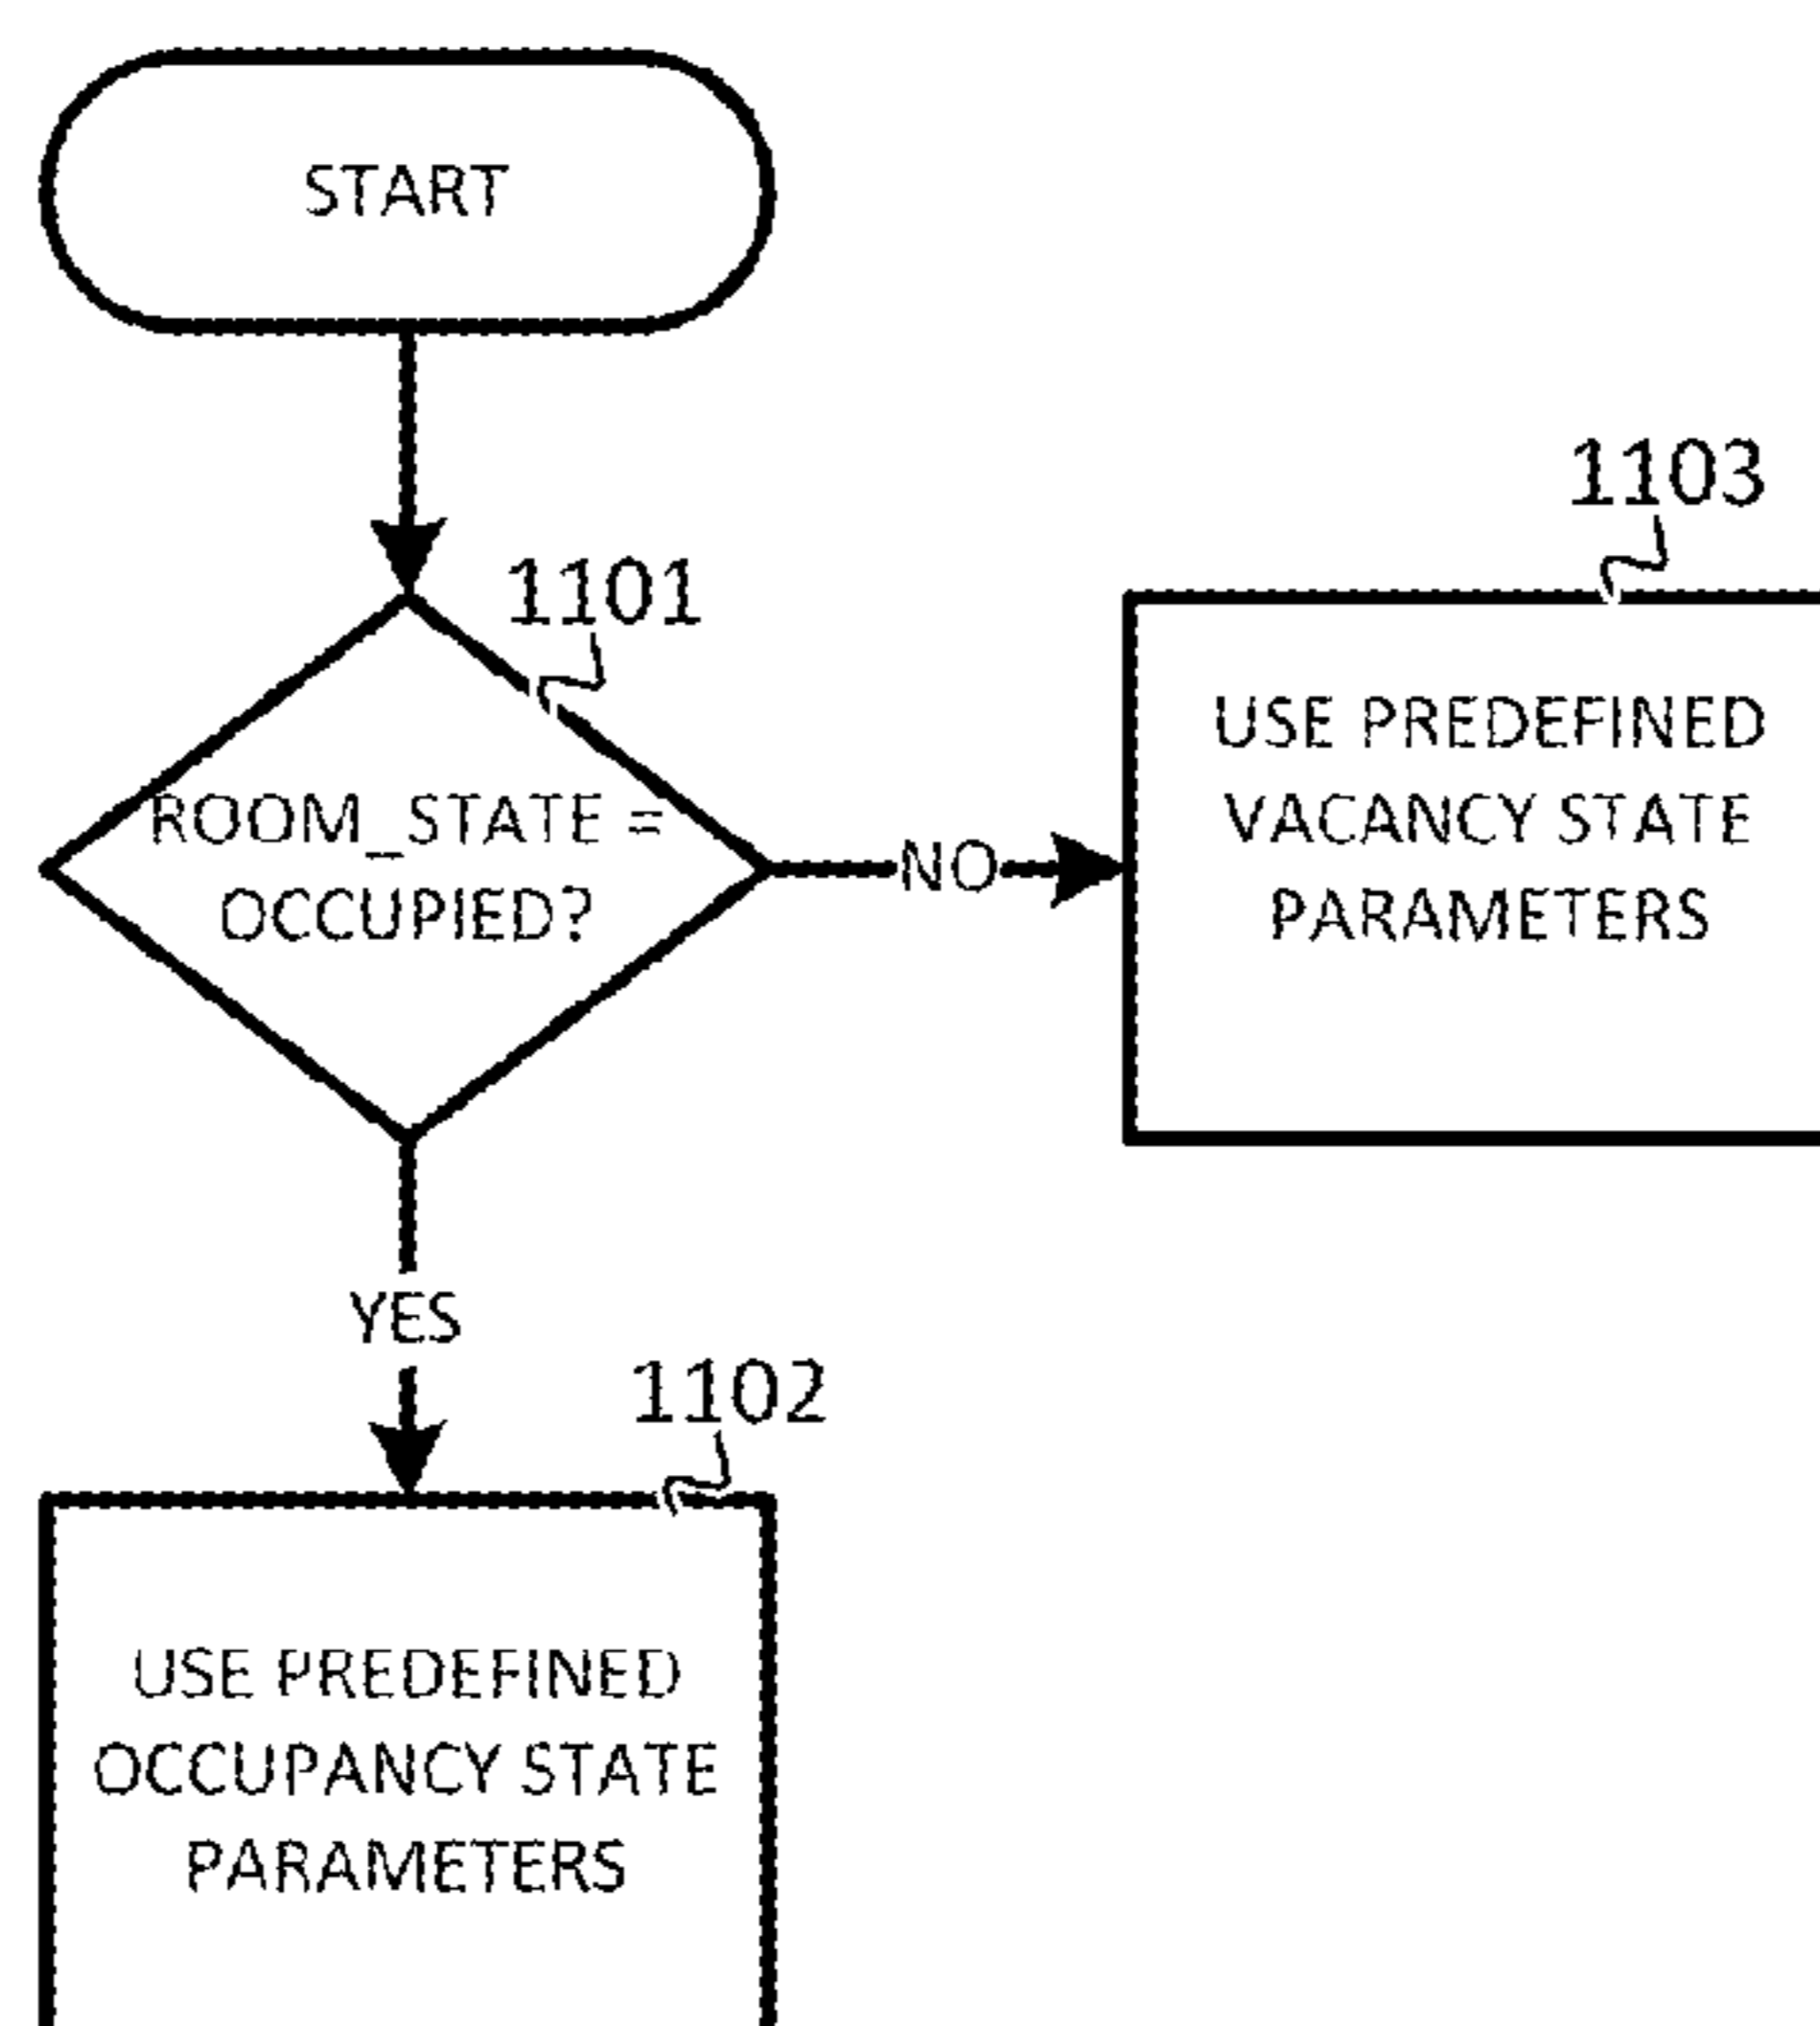 START
1101
1103
ROOM_STATE =
OCCUPIED?
NO
USE PREDEFINED
VACANCY STATE
PARAMETERS
YES
1102
USE PREDEFINED
OCCUPANCY STATE
PARAMETERS